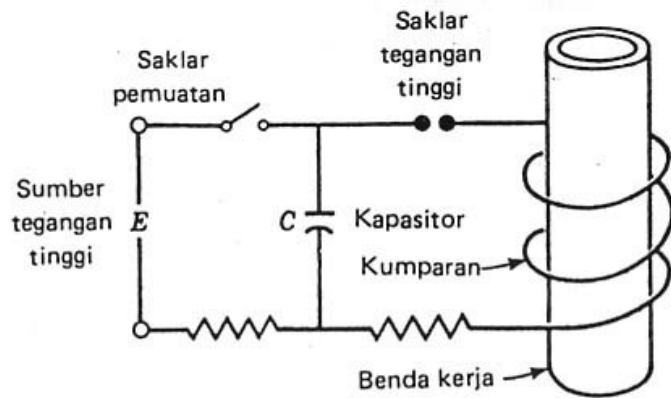 Saklar
tegangan
tinggi
Saklar
pemuatan
Sumber
tegangan
tinggi
E
C
Kapasitor
Kumparan
Benda kerja